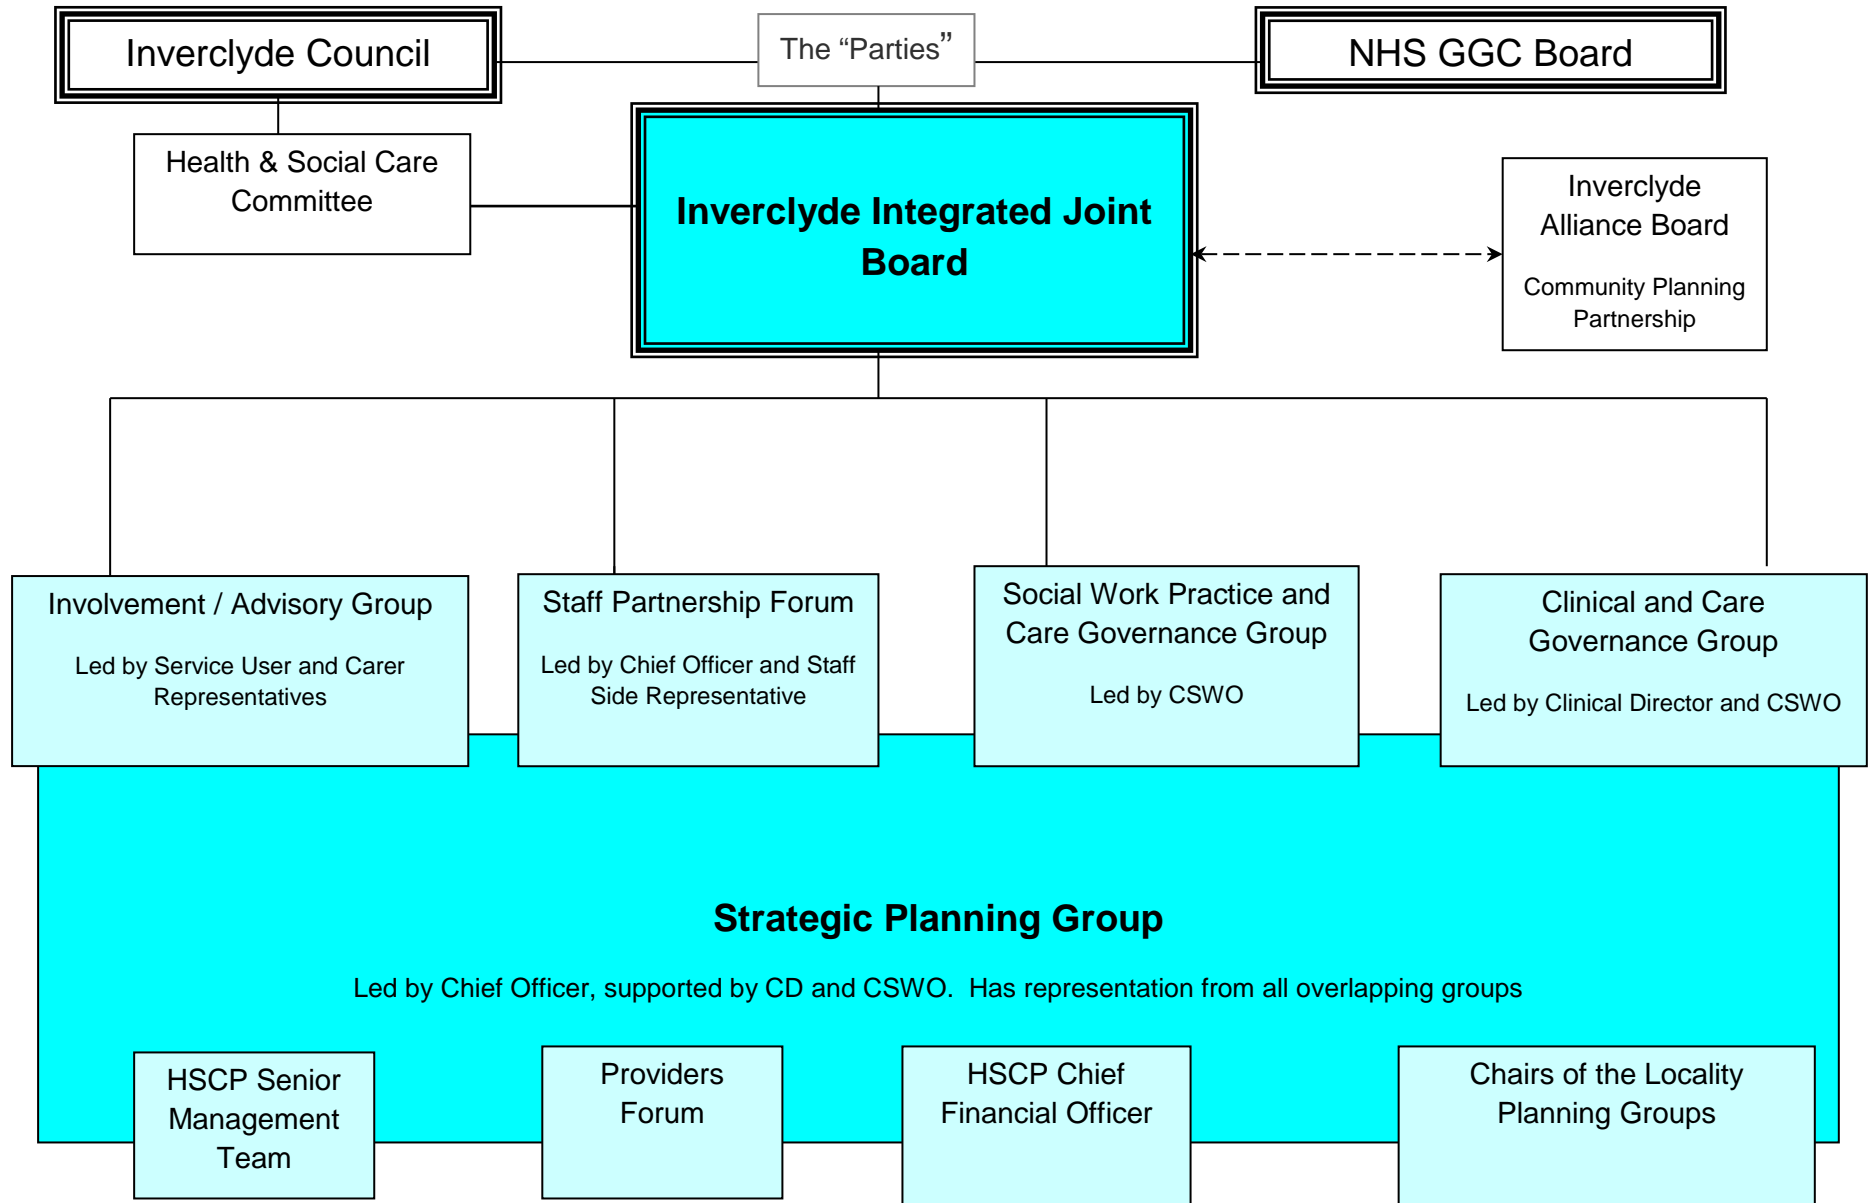 Inverclyde Council
The “Parties”
NHS GGC Board
Health & Social Care
Committee
Inverclyde Integrated Joint
Board
Inverclyde
Alliance Board
Community Planning
Partnership
Involvement / Advisory Group
Led by Service User and Carer
Representatives
Staff Partnership Forum
Led by Chief Officer and Staff
Side Representative
Social Work Practice and
Care Governance Group
Led by CSWO
Clinical and Care
Governance Group
Led by Clinical Director and CSWO
Strategic Planning Group
Led by Chief Officer, supported by CD and CSWO.  Has representation from all overlapping groups
HSCP Senior
Management
Team
Providers
Forum
HSCP Chief
Financial Officer
Chairs of the Locality
Planning Groups